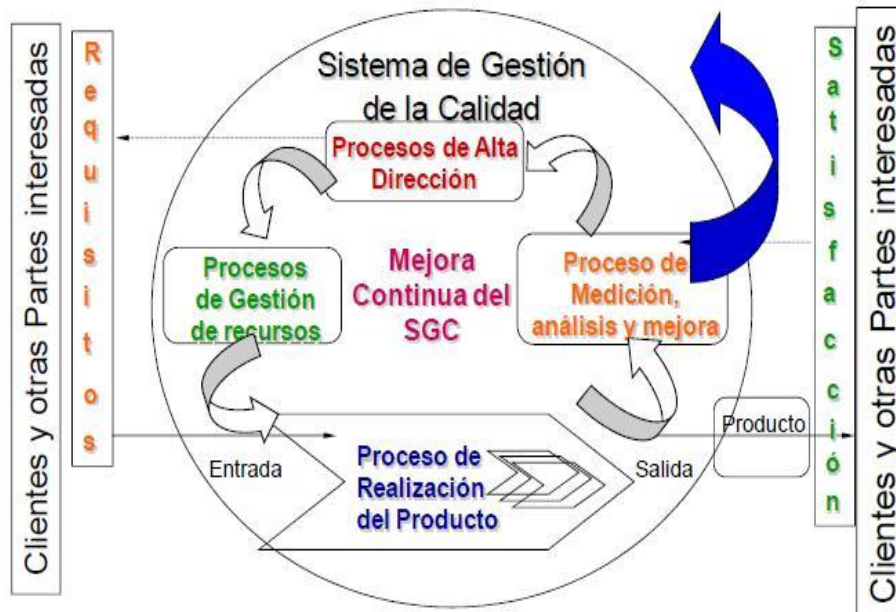 Clientes y otras Partes interesadas
Requisitos
Sistema de Gestión
de la Calidad
Procesos de Alta
Dirección
Procesos
de Gestión
de recursos
Mejora
Continua del
SGC
Proceso de
Medición,
análisis y mejora
Entrada
Proceso de
Realización
del Producto
Salida
Producto
Satisfacción
Clientes y otras Partes interesadas